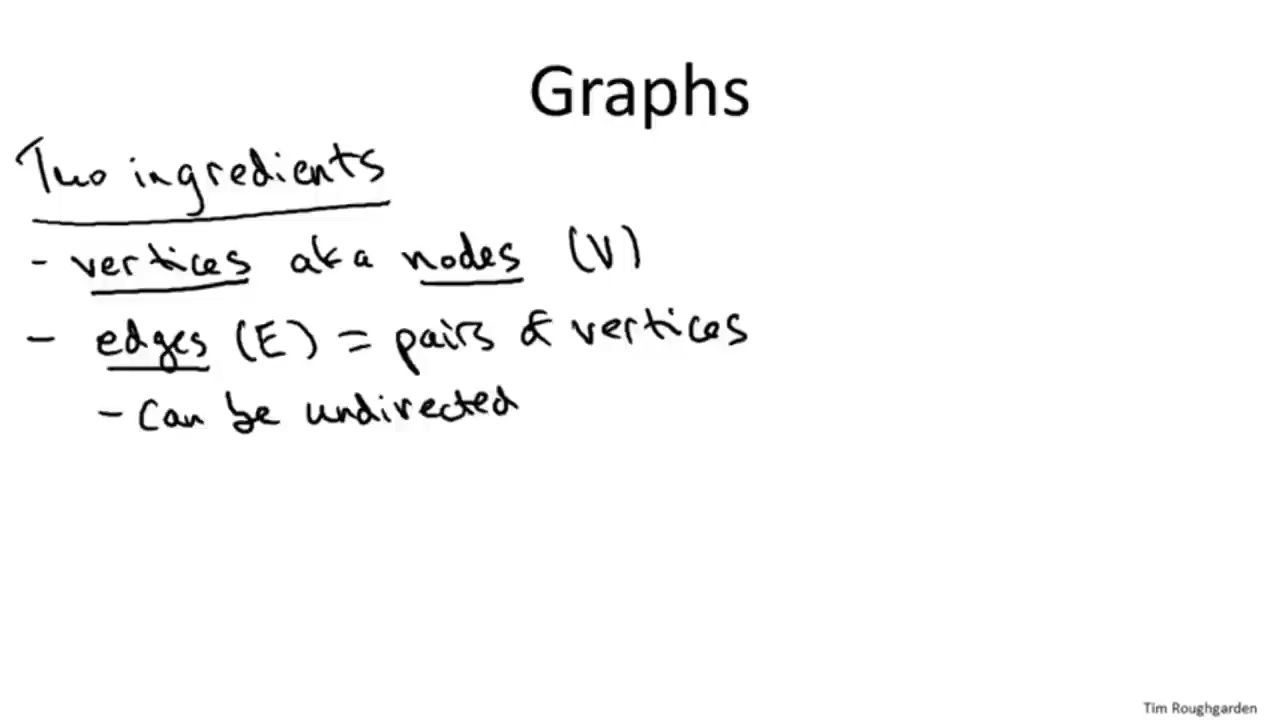 Graphs
Two ingredients
- vertices aka nodes (V)
- edges (E) = pairs of vertices
- can be undirected
Tim Roughgarden